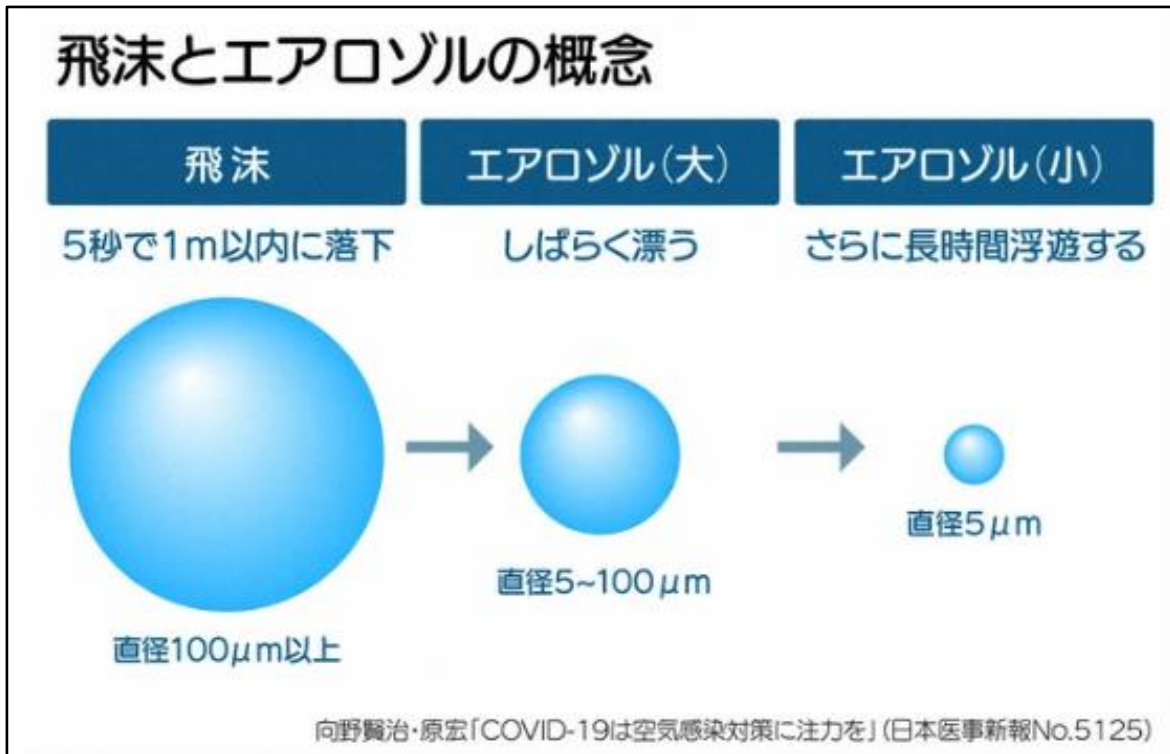 飛沫とエアロゾルの概念
飛沫
エアロゾル(大)
エアロゾル(小)
5秒で1m以内に落下
しばらく漂う
さらに長時間浮遊する
直径100μm以上
直径5~100μm
直径5μm
向野賢治・原宏「COVID-19は空気感染対策に注力を」(日本医事新報No.5125)